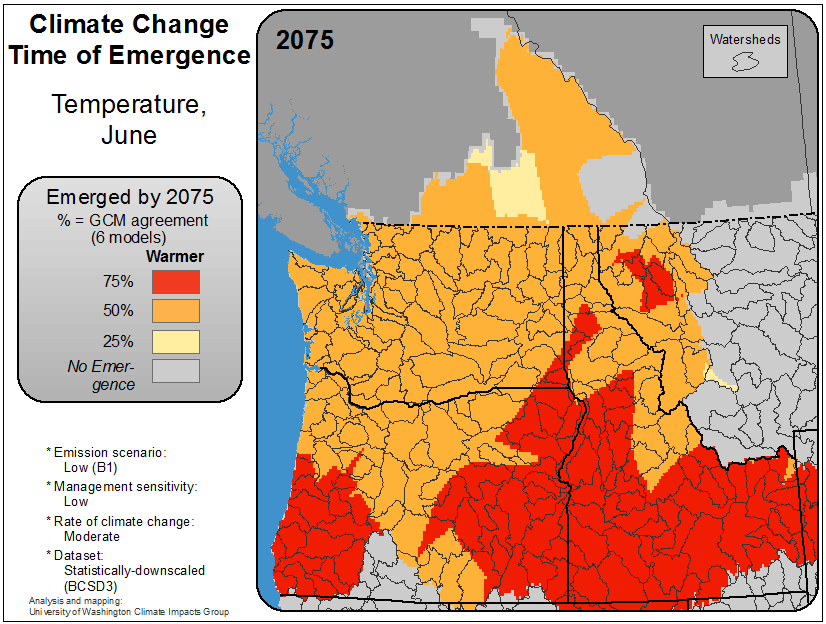 Climate Change
Time of Emergence
Temperature,
June
Emerged by 2075
% = GCM agreement
(6 models)
Warmer
75%
50%
25%
No Emer-
gence
* Emission scenario:
Low (B1)
* Management sensitivity:
Low
* Rate of climate change:
Moderate
* Dataset:
Statistically-downscaled
(BCSD3)
Analysis and mapping:
University of Washington Climate Impacts Group
2075
Watersheds